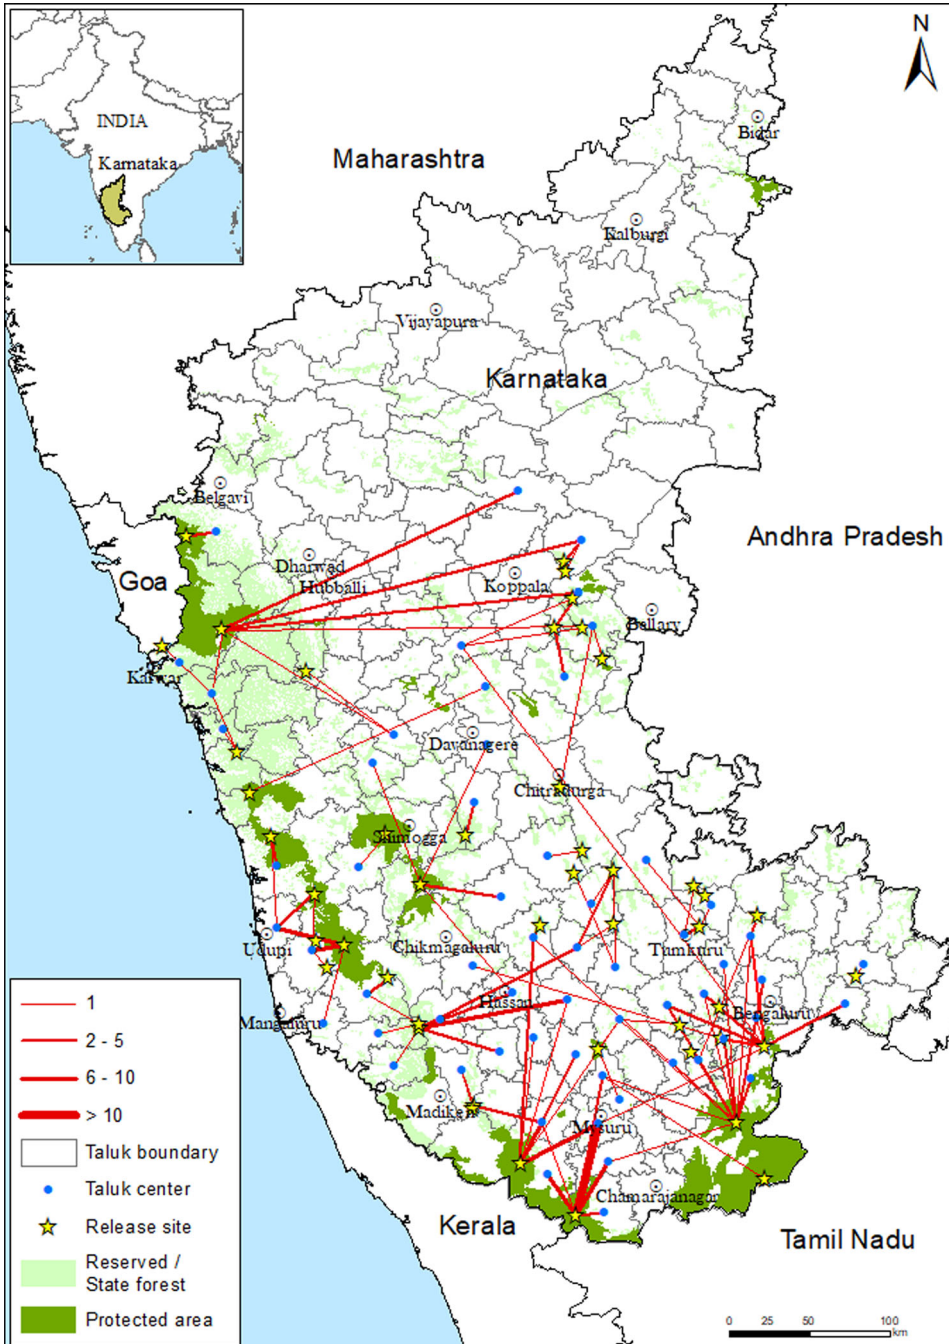 INDIA
Karnataka
N
Bidar
Maharashtra
Kalburgi
Vijayapura
Karnataka
Belgavi
Andhra Pradesh
Dharwad
Hubballi
Koppala
Goa
Bellary
Karwar
Davanagere
Chitradurga
Shimogga
Udupi
Chikmagaluru
Tumkuru
Hassan
Bengaluru
Mangaluru
Madikeri
Mysuru
Chamarajanagar
Kerala
Tamil Nadu
1
2 - 5
6 - 10
> 10
Taluk boundary
Taluk center
Release site
Reserved /
State forest
Protected area
0 25 50 100
km